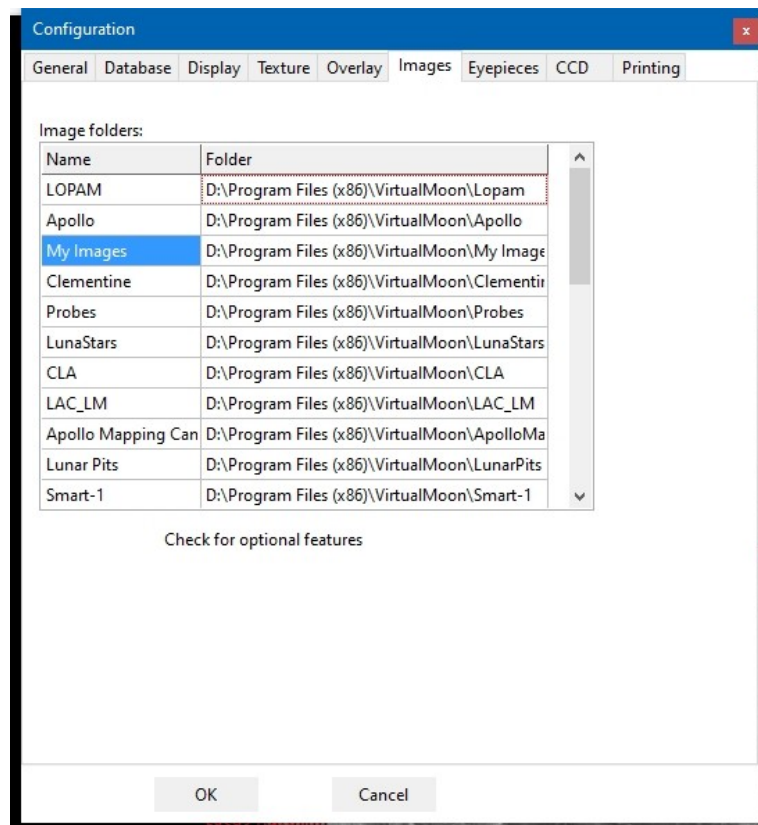 Configuration
x
General Database Display Texture Overlay Images Eyepieces CCD Printing
Image folders:
Name Folder
LOPAM D:\Program Files (x86)\VirtualMoon\Lopam
Apollo D:\Program Files (x86)\VirtualMoon\Apollo
My Images D:\Program Files (x86)\VirtualMoon\My Image
Clementine D:\Program Files (x86)\VirtualMoon\Clementin
Probes D:\Program Files (x86)\VirtualMoon\Probes
LunaStars D:\Program Files (x86)\VirtualMoon\LunaStars
CLA D:\Program Files (x86)\VirtualMoon\CLA
LAC_LM D:\Program Files (x86)\VirtualMoon\LAC_LM
Apollo Mapping Can D:\Program Files (x86)\VirtualMoon\ApolloMa
Lunar Pits D:\Program Files (x86)\VirtualMoon\LunarPits
Smart-1 D:\Program Files (x86)\VirtualMoon\Smart-1
Check for optional features
OK Cancel